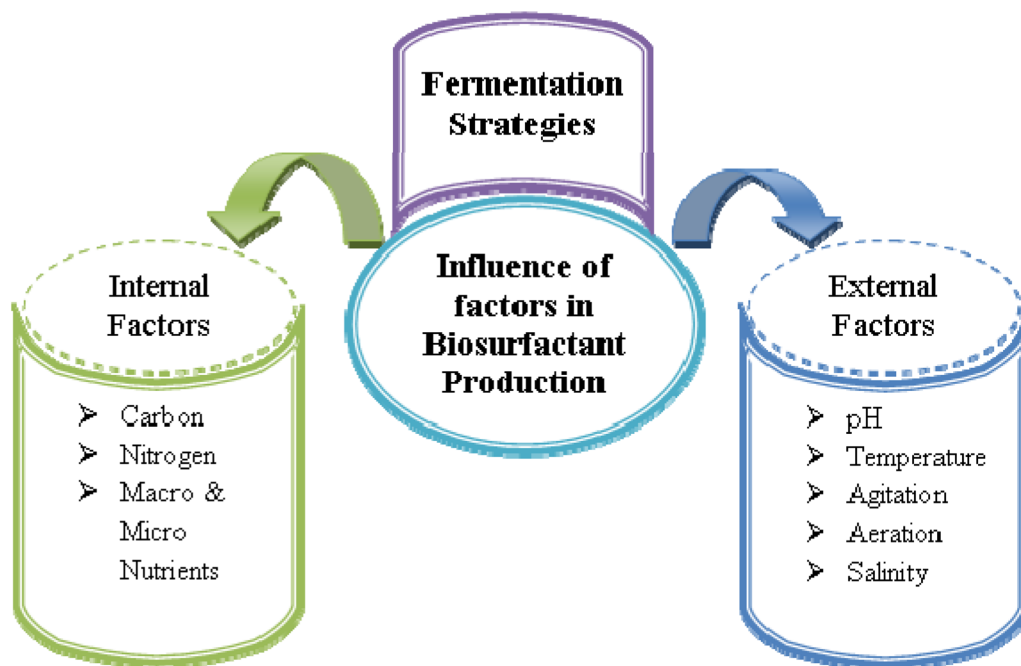 Fermentation
Strategies
Influence of
factors in
Biosurfactant
Production
Internal
Factors
➢ Carbon
➢ Nitrogen
➢ Macro &
Micro
Nutrients
External
Factors
➢ pH
➢ Temperature
➢ Agitation
➢ Aeration
➢ Salinity